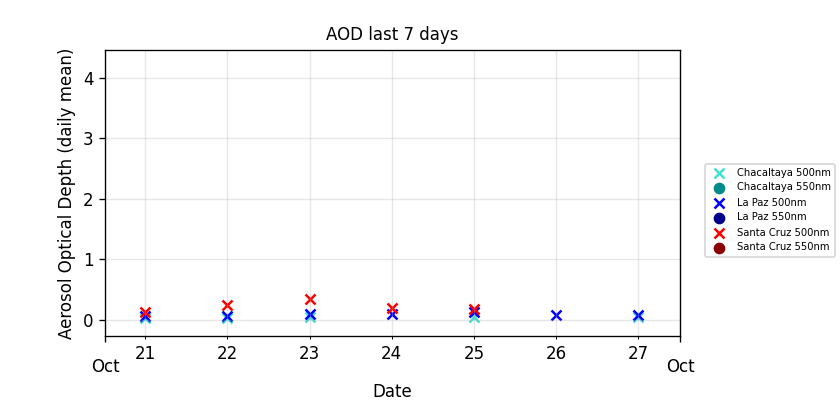 AOD last 7 days
Aerosol Optical Depth (daily mean)
4
3
2
1
0
21 22 23 24 25 26 27
Oct Oct
Date
Chacaltaya 500nm
Chacaltaya 550nm
La Paz 500nm
La Paz 550nm
Santa Cruz 500nm
Santa Cruz 550nm